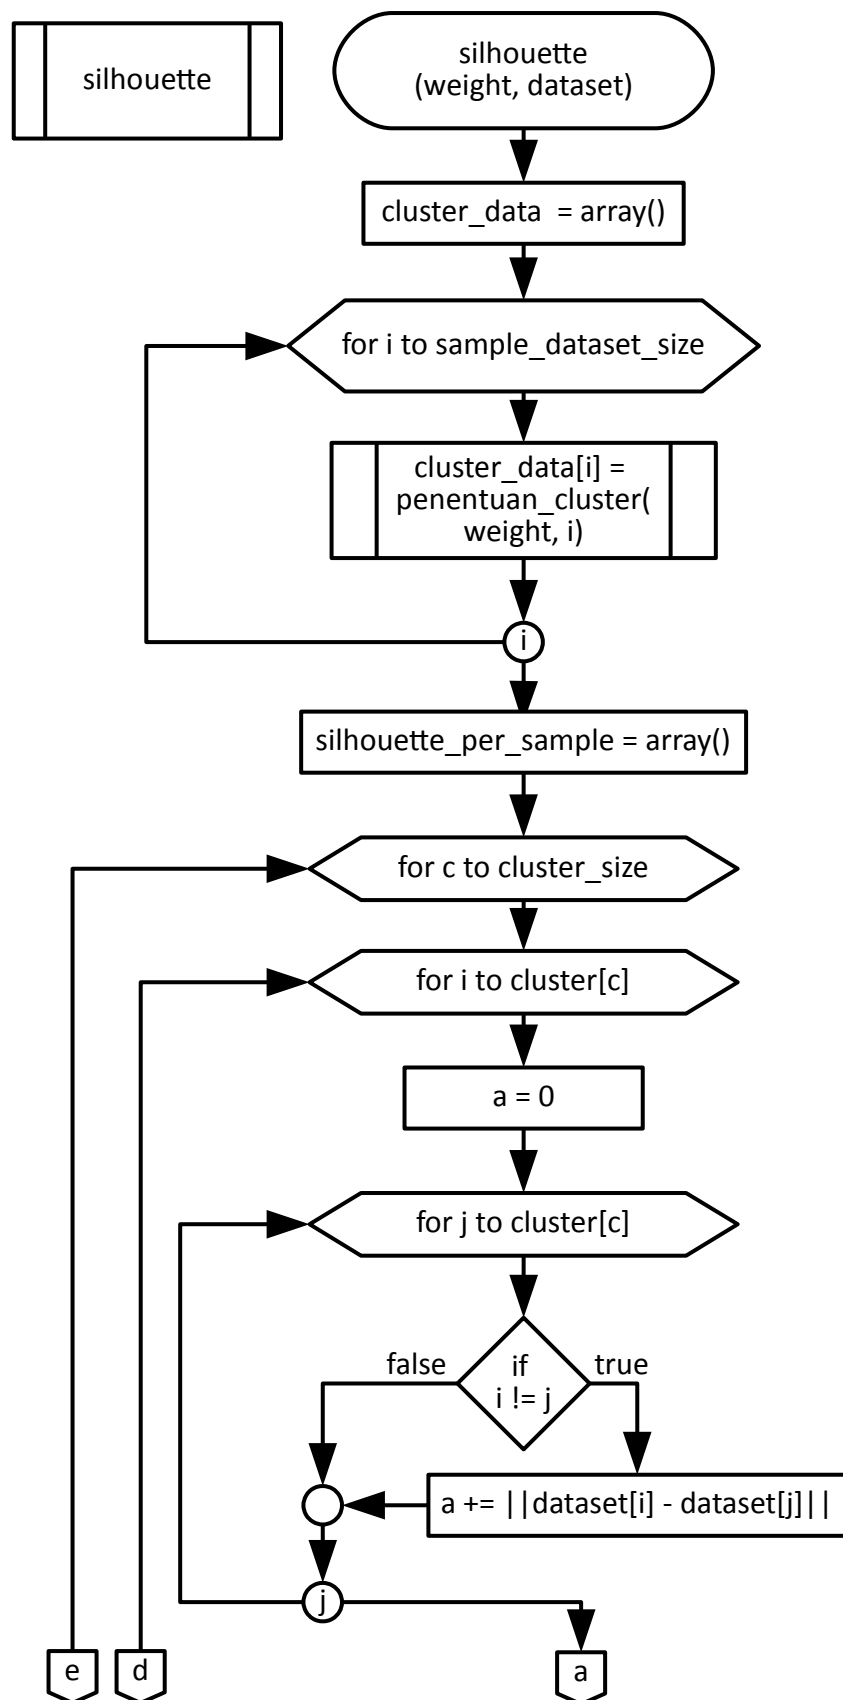 silhouette
silhouette
(weight, dataset)
cluster_data  = array()
for i to sample_dataset_size
cluster_data[i] =
penentuan_cluster(
weight, i)
i
silhouette_per_sample = array()
for c to cluster_size
for i to cluster[c]
a = 0
for j to cluster[c]
false
if
i != j
true
a += ||dataset[i] - dataset[j]||
j
e
d
a